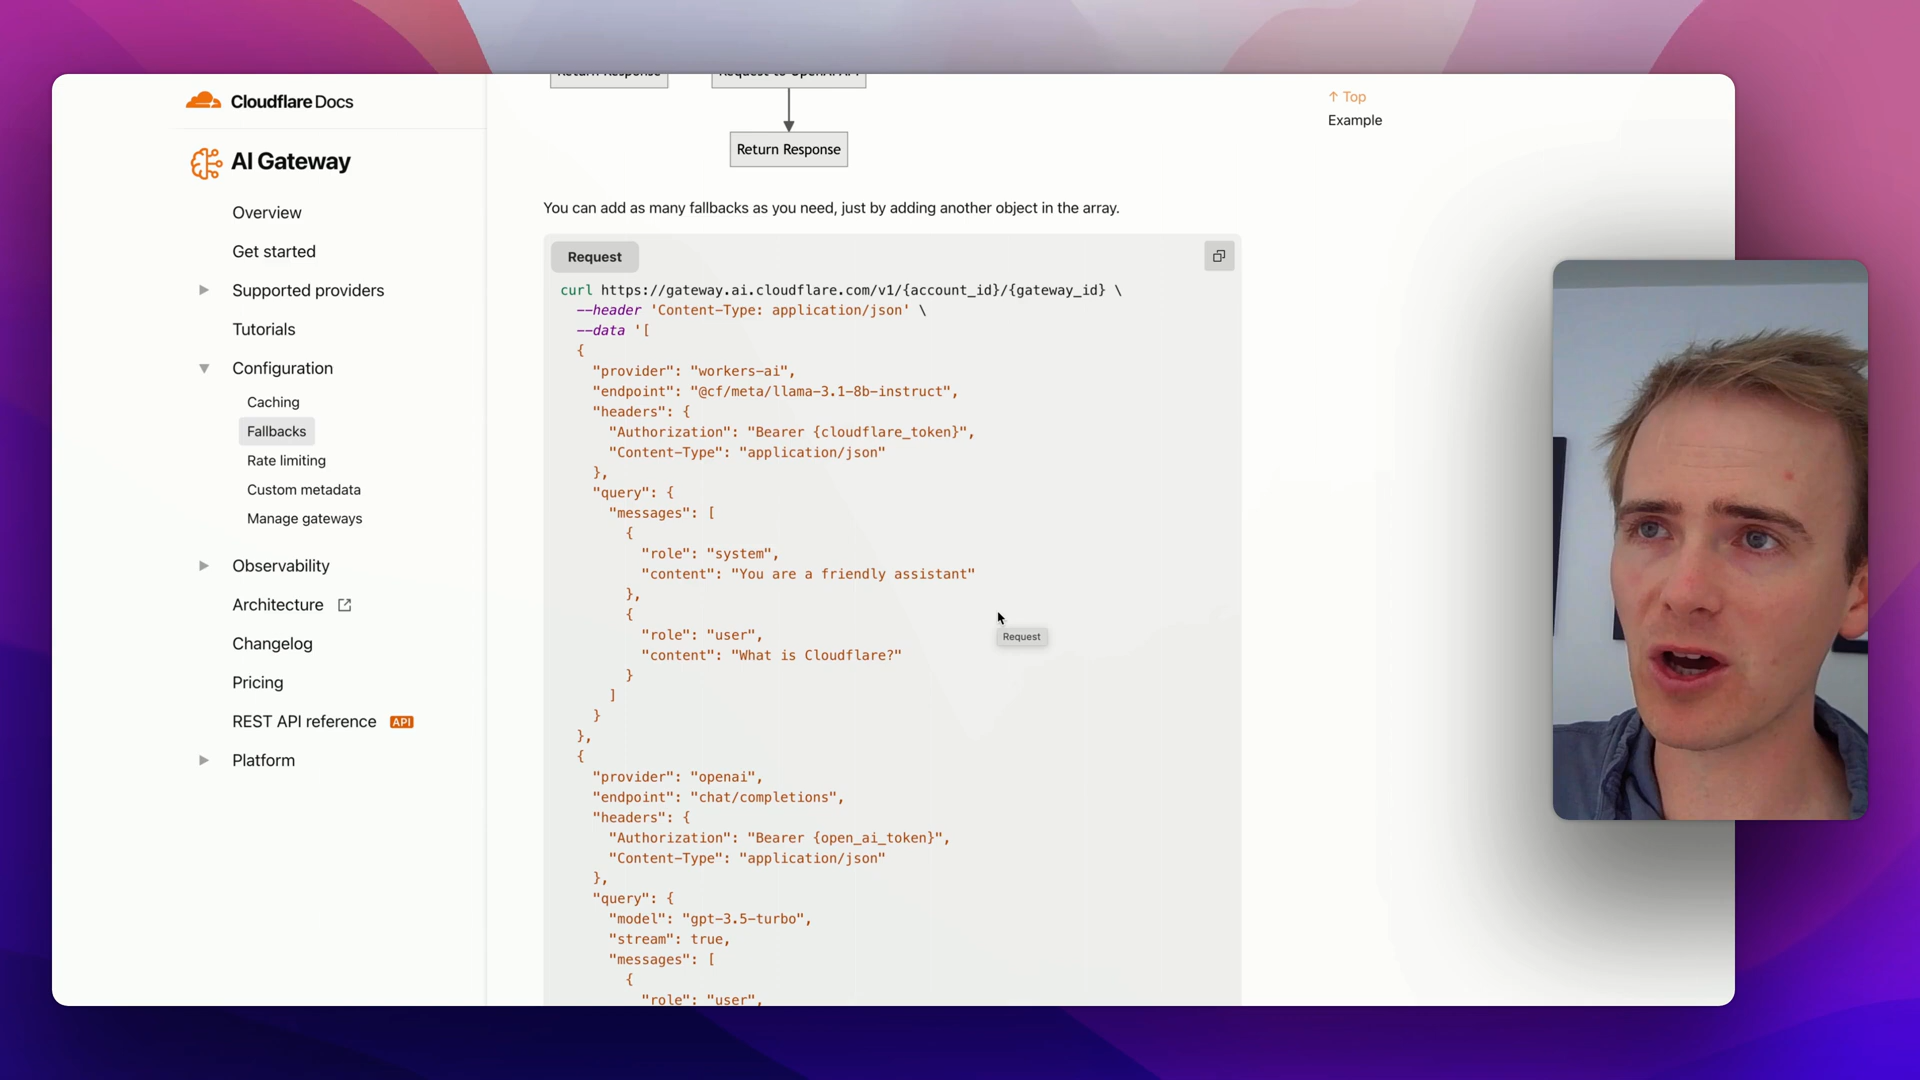 Cloudflare Docs
AI Gateway
Overview
Get started
Supported providers
Tutorials
Configuration
Caching
Fallbacks
Rate limiting
Custom metadata
Manage gateways
Observability
Architecture
Changelog
Pricing
REST API reference API
Platform
Return Response
Request to OpenAI API
Return Response
You can add as many fallbacks as you need, just by adding another object in the array.
Request
curl https://gateway.ai.cloudflare.com/v1/{account_id}/{gateway_id} \
--header 'Content-Type: application/json' \
--data '[
{
"provider": "workers-ai",
"endpoint": "@cf/meta/llama-3.1-8b-instruct",
"headers": {
"Authorization": "Bearer {cloudflare_token}",
"Content-Type": "application/json"
},
"query": {
"messages": [
{
"role": "system",
"content": "You are a friendly assistant"
},
{
"role": "user",
"content": "What is Cloudflare?"
}
]
}
},
{
"provider": "openai",
"endpoint": "chat/completions",
"headers": {
"Authorization": "Bearer {open_ai_token}",
"Content-Type": "application/json"
},
"query": {
"model": "gpt-3.5-turbo",
"stream": true,
"messages": [
{
"role": "user",
Request
↑ Top
Example